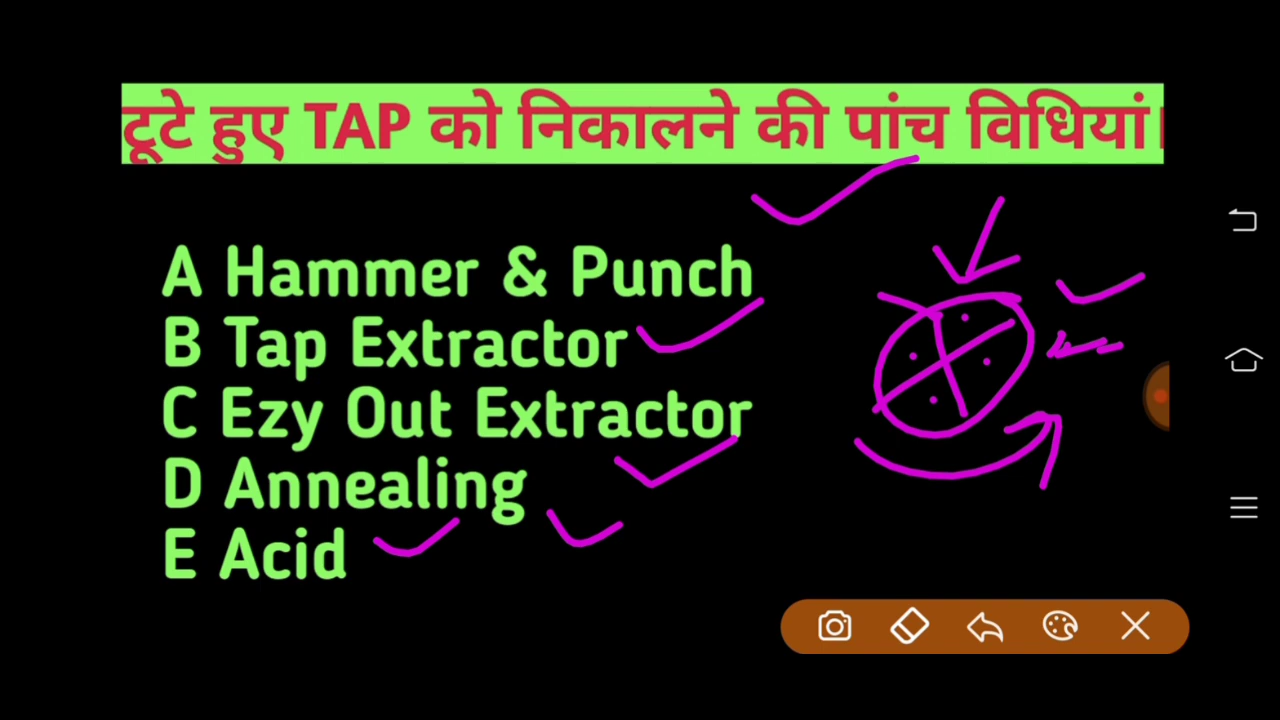 टूटे हुए TAP को निकालने की पांच विधियां।
A Hammer & Punch
B Tap Extractor
C Ezy Out Extractor
D Annealing
E Acid